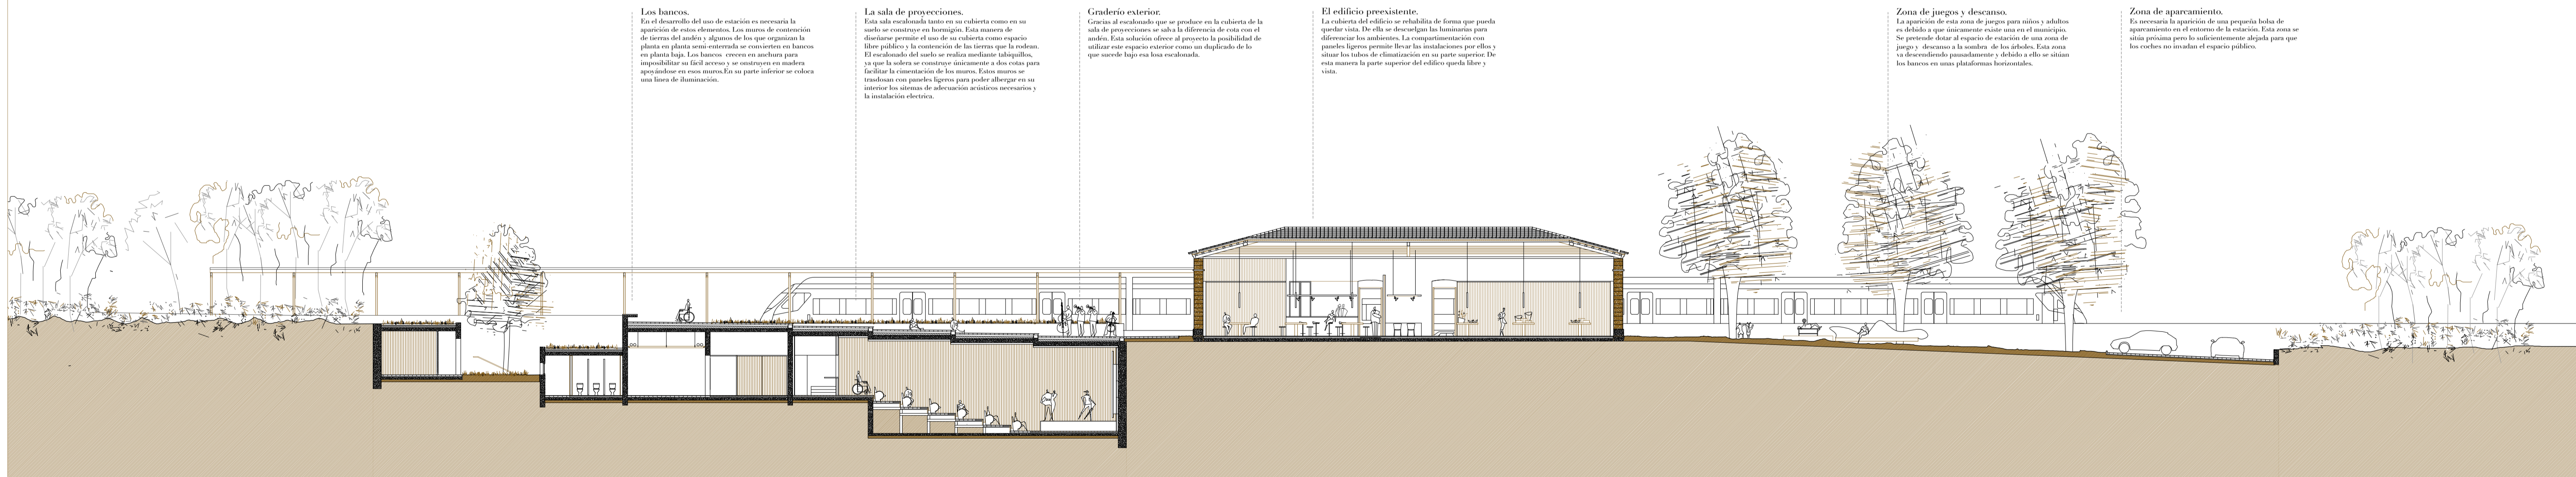 Los bancos.
En el desarrollo del uso de estación es necesaria la
aparición de estos elementos. Los muros de contención
de tierras del andén y algunos de los que organizan la
planta en planta semi-enterrada se convierten en bancos
en planta baja. Los bancos crecen en anchura para
imposibilitar su fácil acceso y se onstruyen en madera
apoyándose en esos muros.En su parte inferior se coloca
una linea de iluminación.
La sala de proyecciones.
Esta sala escalonada tanto en su cubierta como en su
suelo se construye en hormigón. Esta manera de
diseñarse permite el uso de su cubierta como espacio
libre público y la contención de las tierras que la rodean.
El escalonado del suelo se realiza mediante tabiquillos,
ya que la solera se construye únicamente a dos cotas para
facilitar la cimentación de los muros. Estos muros se
trasdosan con paneles ligeros para poder albergar en su
interior los sitemas de adecuación acústicos necesarios y
la instalación electrica.
Graderío exterior.
Gracias al escalonado que se produce en la cubierta de la
sala de proyecciones se salva la diferencia de cota con el
andén. Esta solución ofrece al proyecto la posibilidad de
utilizar este espacio exterior como un duplicado de lo
que sucede bajo esa losa escalonada.
El edificio preexistente.
La cubierta del edificio se rehabilita de forma que pueda
quedar vista. De ella se descuelgan las luminarias para
diferenciar los ambientes. La compartimentación con
paneles ligeros permite llevar las instalaciones por ellos y
situar los tubos de climatización en su parte superior. De
esta manera la parte superior del edifico queda libre y
vista.
Zona de juegos y descanso.
La aparición de esta zona de juegos para niños y adultos
es debido a que únicamente existe una en el municipio.
Se pretende dotar al espacio de estación de una zona de
juego y descanso a la sombra de los árboles. Esta zona
va descendiendo pausadamente y debido a ello se sitúan
los bancos en unas plataformas horizontales.
Zona de aparcamiento.
Es necesaria la aparición de una pequeña bolsa de
aparcamiento en el entorno de la estación. Esta zona se
sitúa próxima pero lo suficientemente alejada para que
los coches no invadan el espacio público.